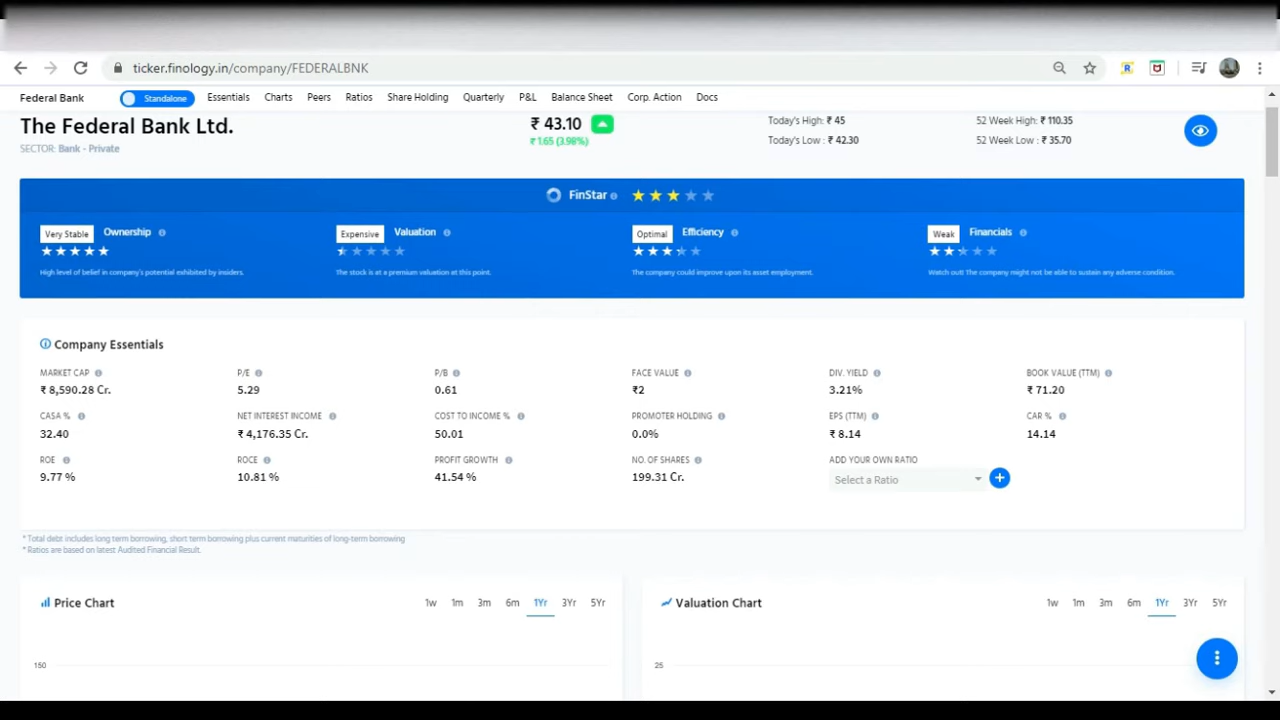 ticker.finology.in/company/FEDERALBNK
Federal Bank Standalone Essentials Charts Peers Ratios Share Holding Quarterly P&L Balance Sheet Corp. Action Docs
The Federal Bank Ltd.
SECTOR: Bank - Private
₹ 43.10
₹ 1.65 (3.98%)
Today's High: ₹ 45
Today's Low : ₹ 42.30
52 Week High: ₹ 110.35
52 Week Low : ₹ 35.70
FinStar
Very Stable Ownership
High level of belief in company's potential exhibited by insiders.
Expensive Valuation
The stock is at a premium valuation at this point.
Optimal Efficiency
The company could improve upon its asset employment.
Weak Financials
Watch out! The company might not be able to sustain any adverse condition.
Company Essentials
MARKET CAP P/E P/B FACE VALUE DIV. YIELD BOOK VALUE (TTM)
₹ 8,590.28 Cr. 5.29 0.61 ₹2 3.21% ₹ 71.20
CASA % NET INTEREST INCOME COST TO INCOME % PROMOTER HOLDING EPS (TTM) CAR %
32.40 ₹ 4,176.35 Cr. 50.01 0.0% ₹ 8.14 14.14
ROE ROCE PROFIT GROWTH NO. OF SHARES ADD YOUR OWN RATIO
9.77 % 10.81 % 41.54 % 199.31 Cr. Select a Ratio
* Total debt includes long term borrowing, short term borrowing plus current maturities of long-term borrowing
* Ratios are based on latest Audited Financial Result.
Price Chart 1w 1m 3m 6m 1Yr 3Yr 5Yr
150
Valuation Chart 1w 1m 3m 6m 1Yr 3Yr 5Yr
25